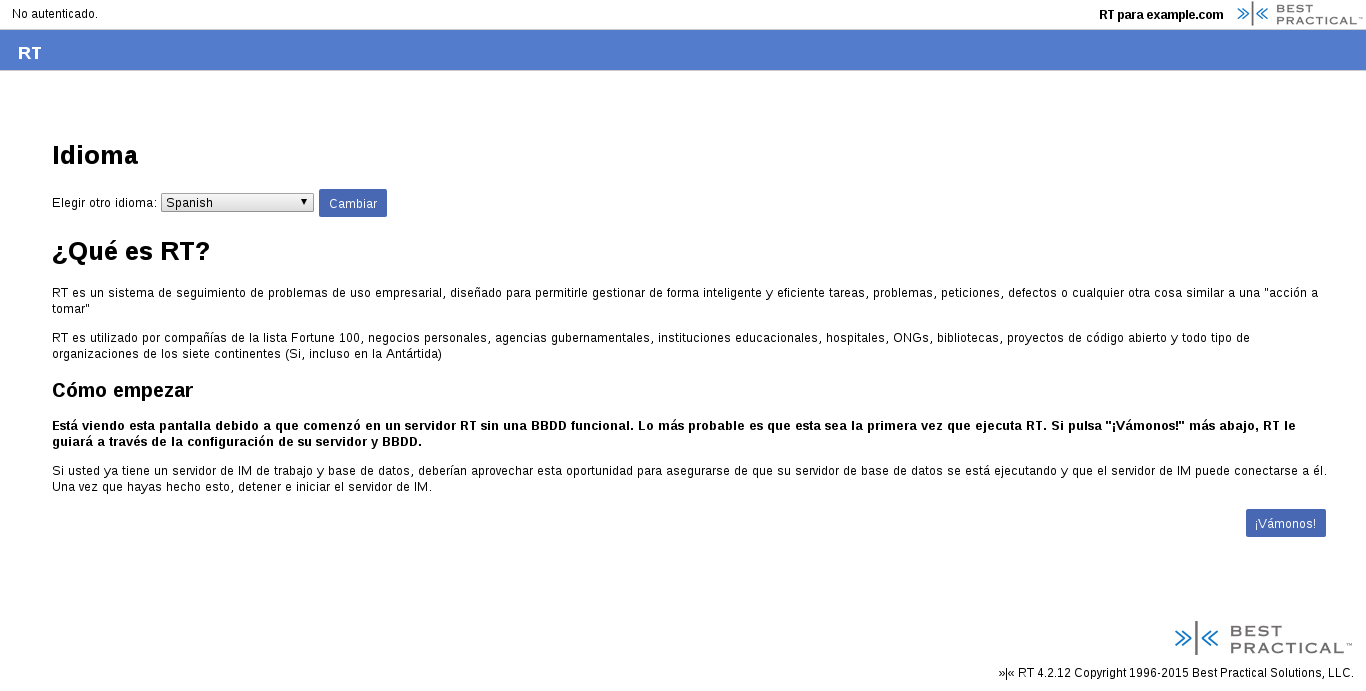 No autenticado.
RT para example.com
BEST
PRACTICAL™
RT
Idioma
Elegir otro idioma: Spanish Cambiar
¿Qué es RT?
RT es un sistema de seguimiento de problemas de uso empresarial, diseñado para permitirle gestionar de forma inteligente y eficiente tareas, problemas, peticiones, defectos o cualquier otra cosa similar a una "acción a
tomar"
RT es utilizado por compañías de la lista Fortune 100, negocios personales, agencias gubernamentales, instituciones educacionales, hospitales, ONGs, bibliotecas, proyectos de código abierto y todo tipo de
organizaciones de los siete continentes (Si, incluso en la Antártida)
Cómo empezar
Está viendo esta pantalla debido a que comenzó en un servidor RT sin una BBDD funcional. Lo más probable es que esta sea la primera vez que ejecuta RT. Si pulsa "¡Vámonos!" más abajo, RT le
guiará a través de la configuración de su servidor y BBDD.
Si usted ya tiene un servidor de IM de trabajo y base de datos, deberían aprovechar esta oportunidad para asegurarse de que su servidor de base de datos se está ejecutando y que el servidor de IM puede conectarse a él.
Una vez que hayas hecho esto, detener e iniciar el servidor de IM.
¡Vámonos!
BEST
PRACTICAL™
»|« RT 4.2.12 Copyright 1996-2015 Best Practical Solutions, LLC.